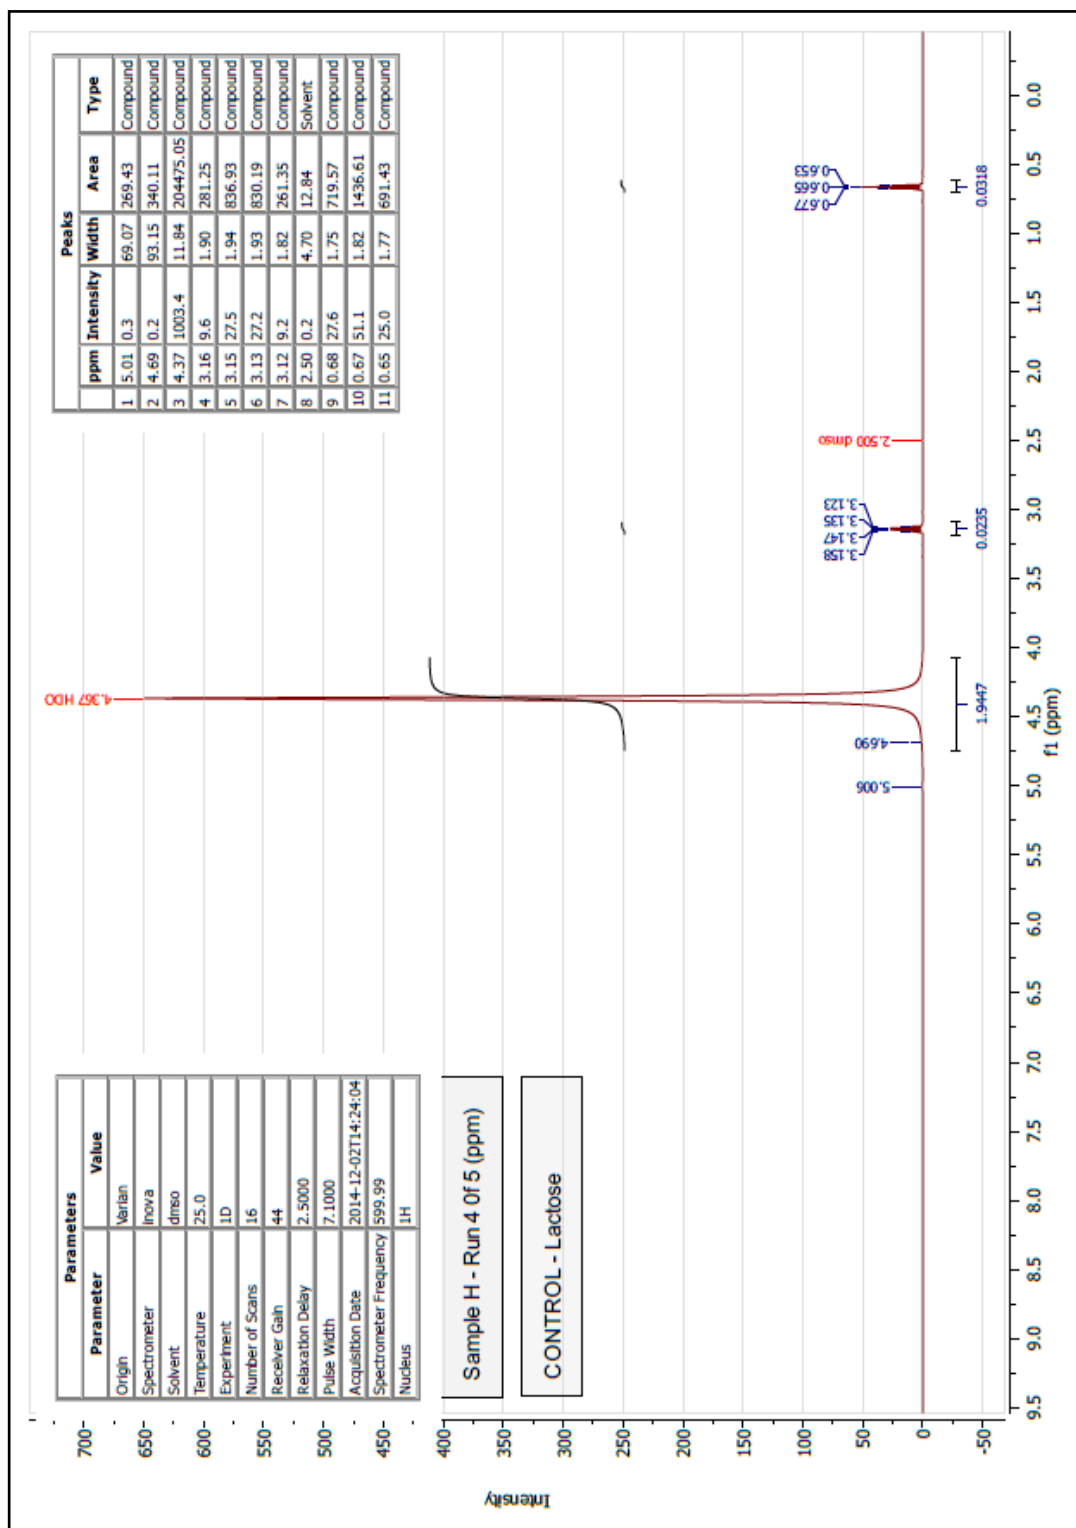 Parameters
Parameter Value
Origin Varian
Spectrometer inova
Solvent dmso
Temperature 25.0
Experiment 1D
Number of Scans 16
Receiver Gain 44
Relaxation Delay 2.5000
Pulse Width 7.1000
Acquisition Date 2014-12-02T14:24:04
Spectrometer Frequency 599.99
Nucleus 1H
Sample H - Run 4 0f 5 (ppm)
CONTROL - Lactose
Peaks
ppm Intensity Width Area Type
1 5.01 0.3 69.07 269.43 Compound
2 4.69 0.2 93.15 340.11 Compound
3 4.37 1003.4 11.84 204475.05 Compound
4 3.16 9.6 1.90 281.25 Compound
5 3.15 27.5 1.94 836.93 Compound
6 3.13 27.2 1.93 830.19 Compound
7 3.12 9.2 1.82 261.35 Compound
8 2.50 0.2 4.70 12.84 Solvent
9 0.68 27.6 1.75 719.57 Compound
10 0.67 51.1 1.82 1436.61 Compound
11 0.65 25.0 1.77 691.43 Compound
Intensity
700
650
600
550
500
450
400
350
300
250
200
150
100
50
0
-50
4.367 HDO
5.006
4.690
3.158
3.147
3.135
3.123
2.500 dmso
0.677
0.665
0.653
1.9447
0.0235
0.0318
9.5 9.0 8.5 8.0 7.5 7.0 6.5 6.0 5.5 5.0 4.5 4.0 3.5 3.0 2.5 2.0 1.5 1.0 0.5 0.0
f1 (ppm)